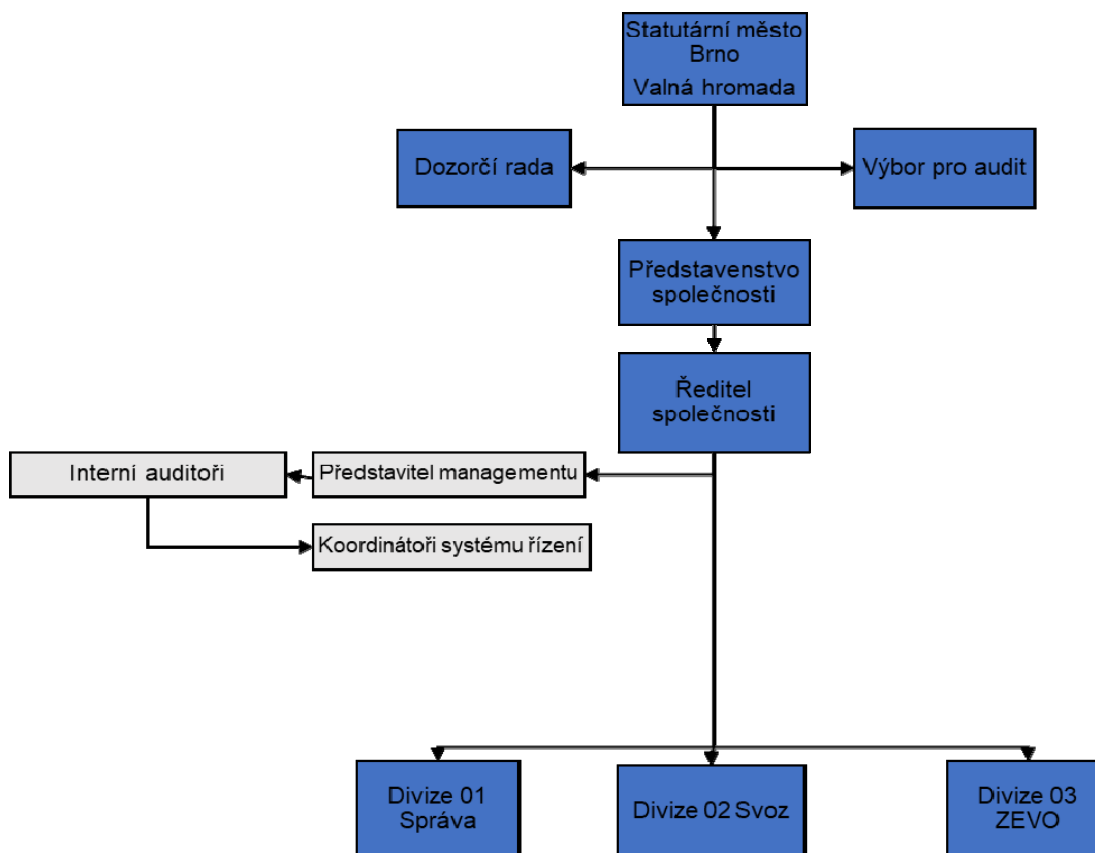 Statutární město
Brno
Valná hromada
Dozorčí rada
Výbor pro audit
Představenstvo
společnosti
Ředitel
společnosti
Interní auditoři
Představitel managementu
Koordinátoři systému řízení
Divize 01
Správa
Divize 02 Svoz
Divize 03
ZEVO